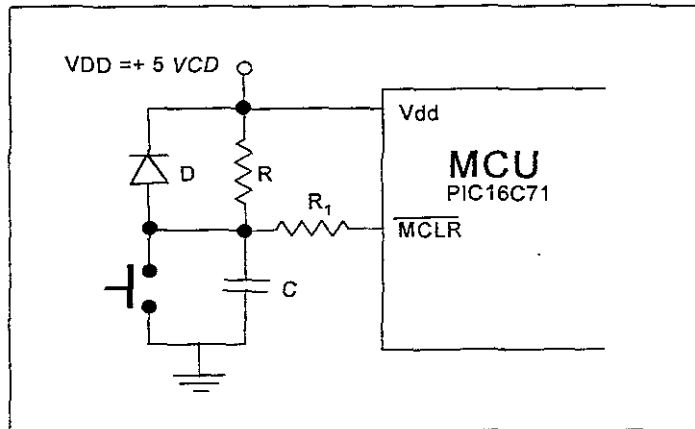 VDD =+ 5 VCD
Vdd
MCU
PIC16C71
D
R
R1
MCLR
C